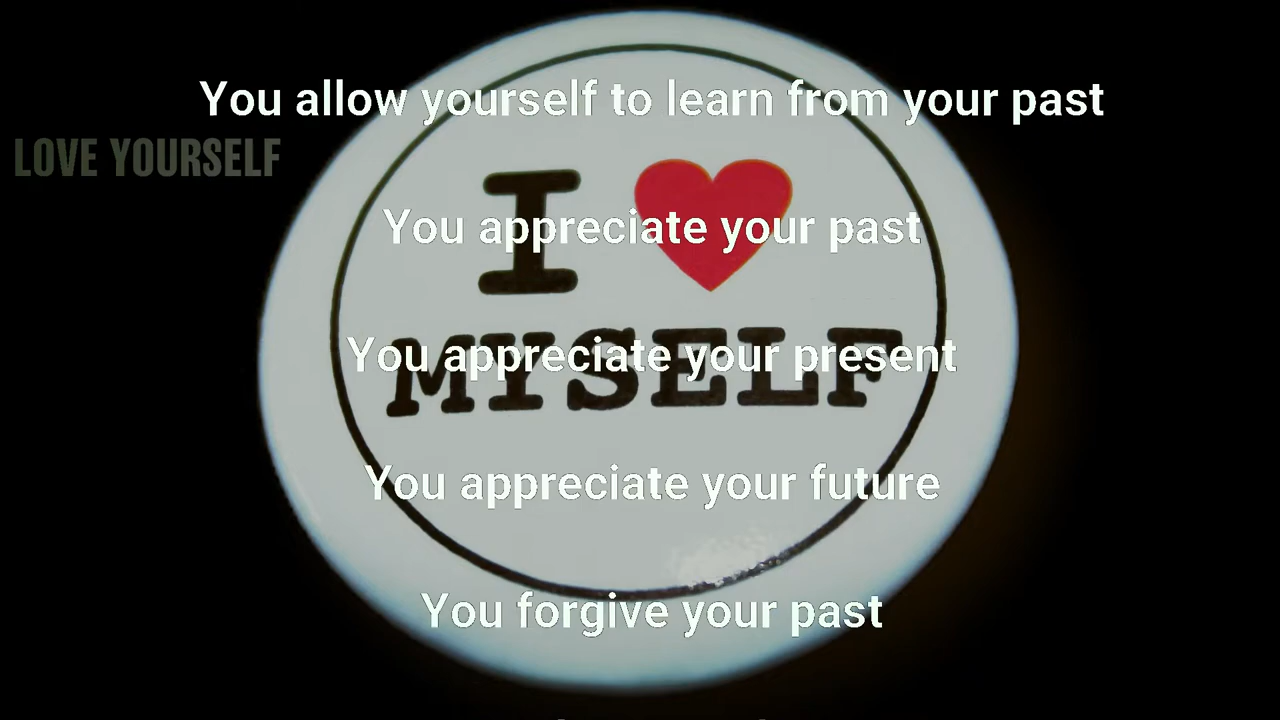 You allow yourself to learn from your past
LOVE YOURSELF
I
You appreciate your past
MYSELF
You appreciate your present
You appreciate your future
You forgive your past